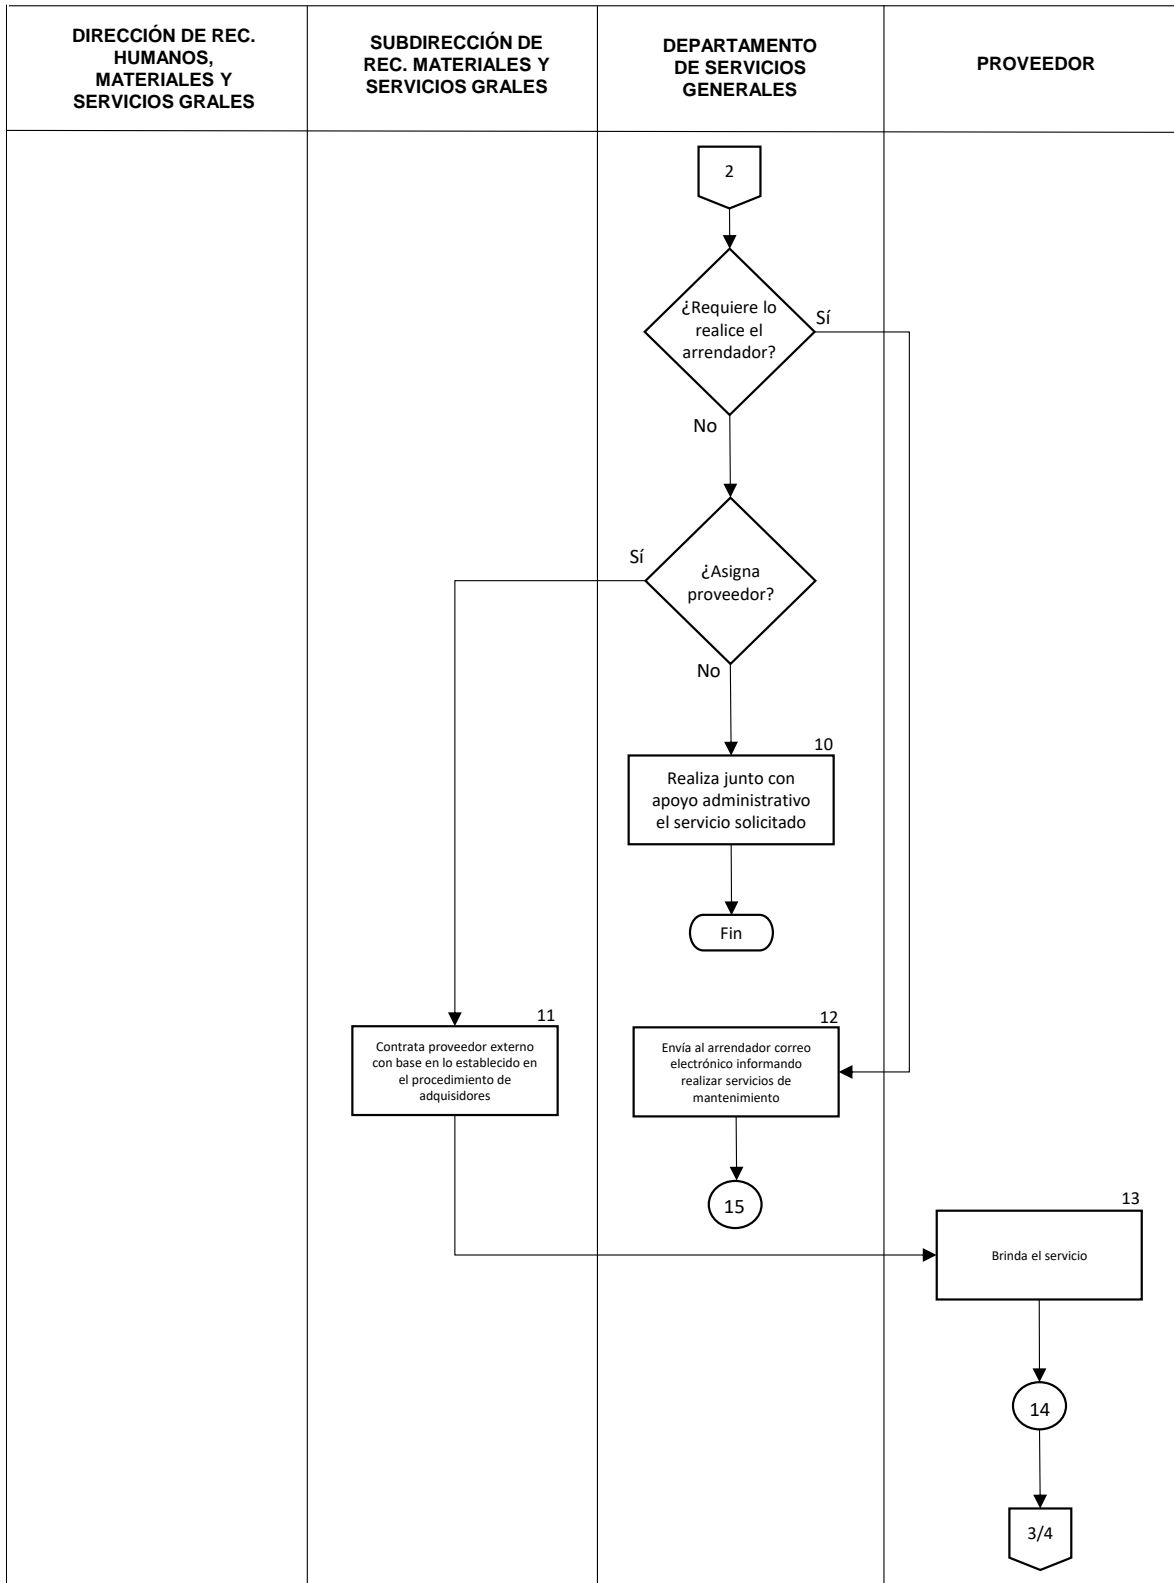 DIRECCIÓN DE REC.
HUMANOS,
MATERIALES Y
SERVICIOS GRALES
SUBDIRECCIÓN DE
REC. MATERIALES Y
SERVICIOS GRALES
DEPARTAMENTO
DE SERVICIOS
GENERALES
PROVEEDOR
2
¿Requiere lo
realice el
arrendador?
Sí
No
¿Asigna
proveedor?
Sí
No
10
Realiza junto con
apoyo administrativo
el servicio solicitado
Fin
11
Contrata proveedor externo
con base en lo establecido en
el procedimiento de
adquisidores
12
Envía al arrendador correo
electrónico informando
realizar servicios de
mantenimiento
15
13
Brinda el servicio
14
3/4